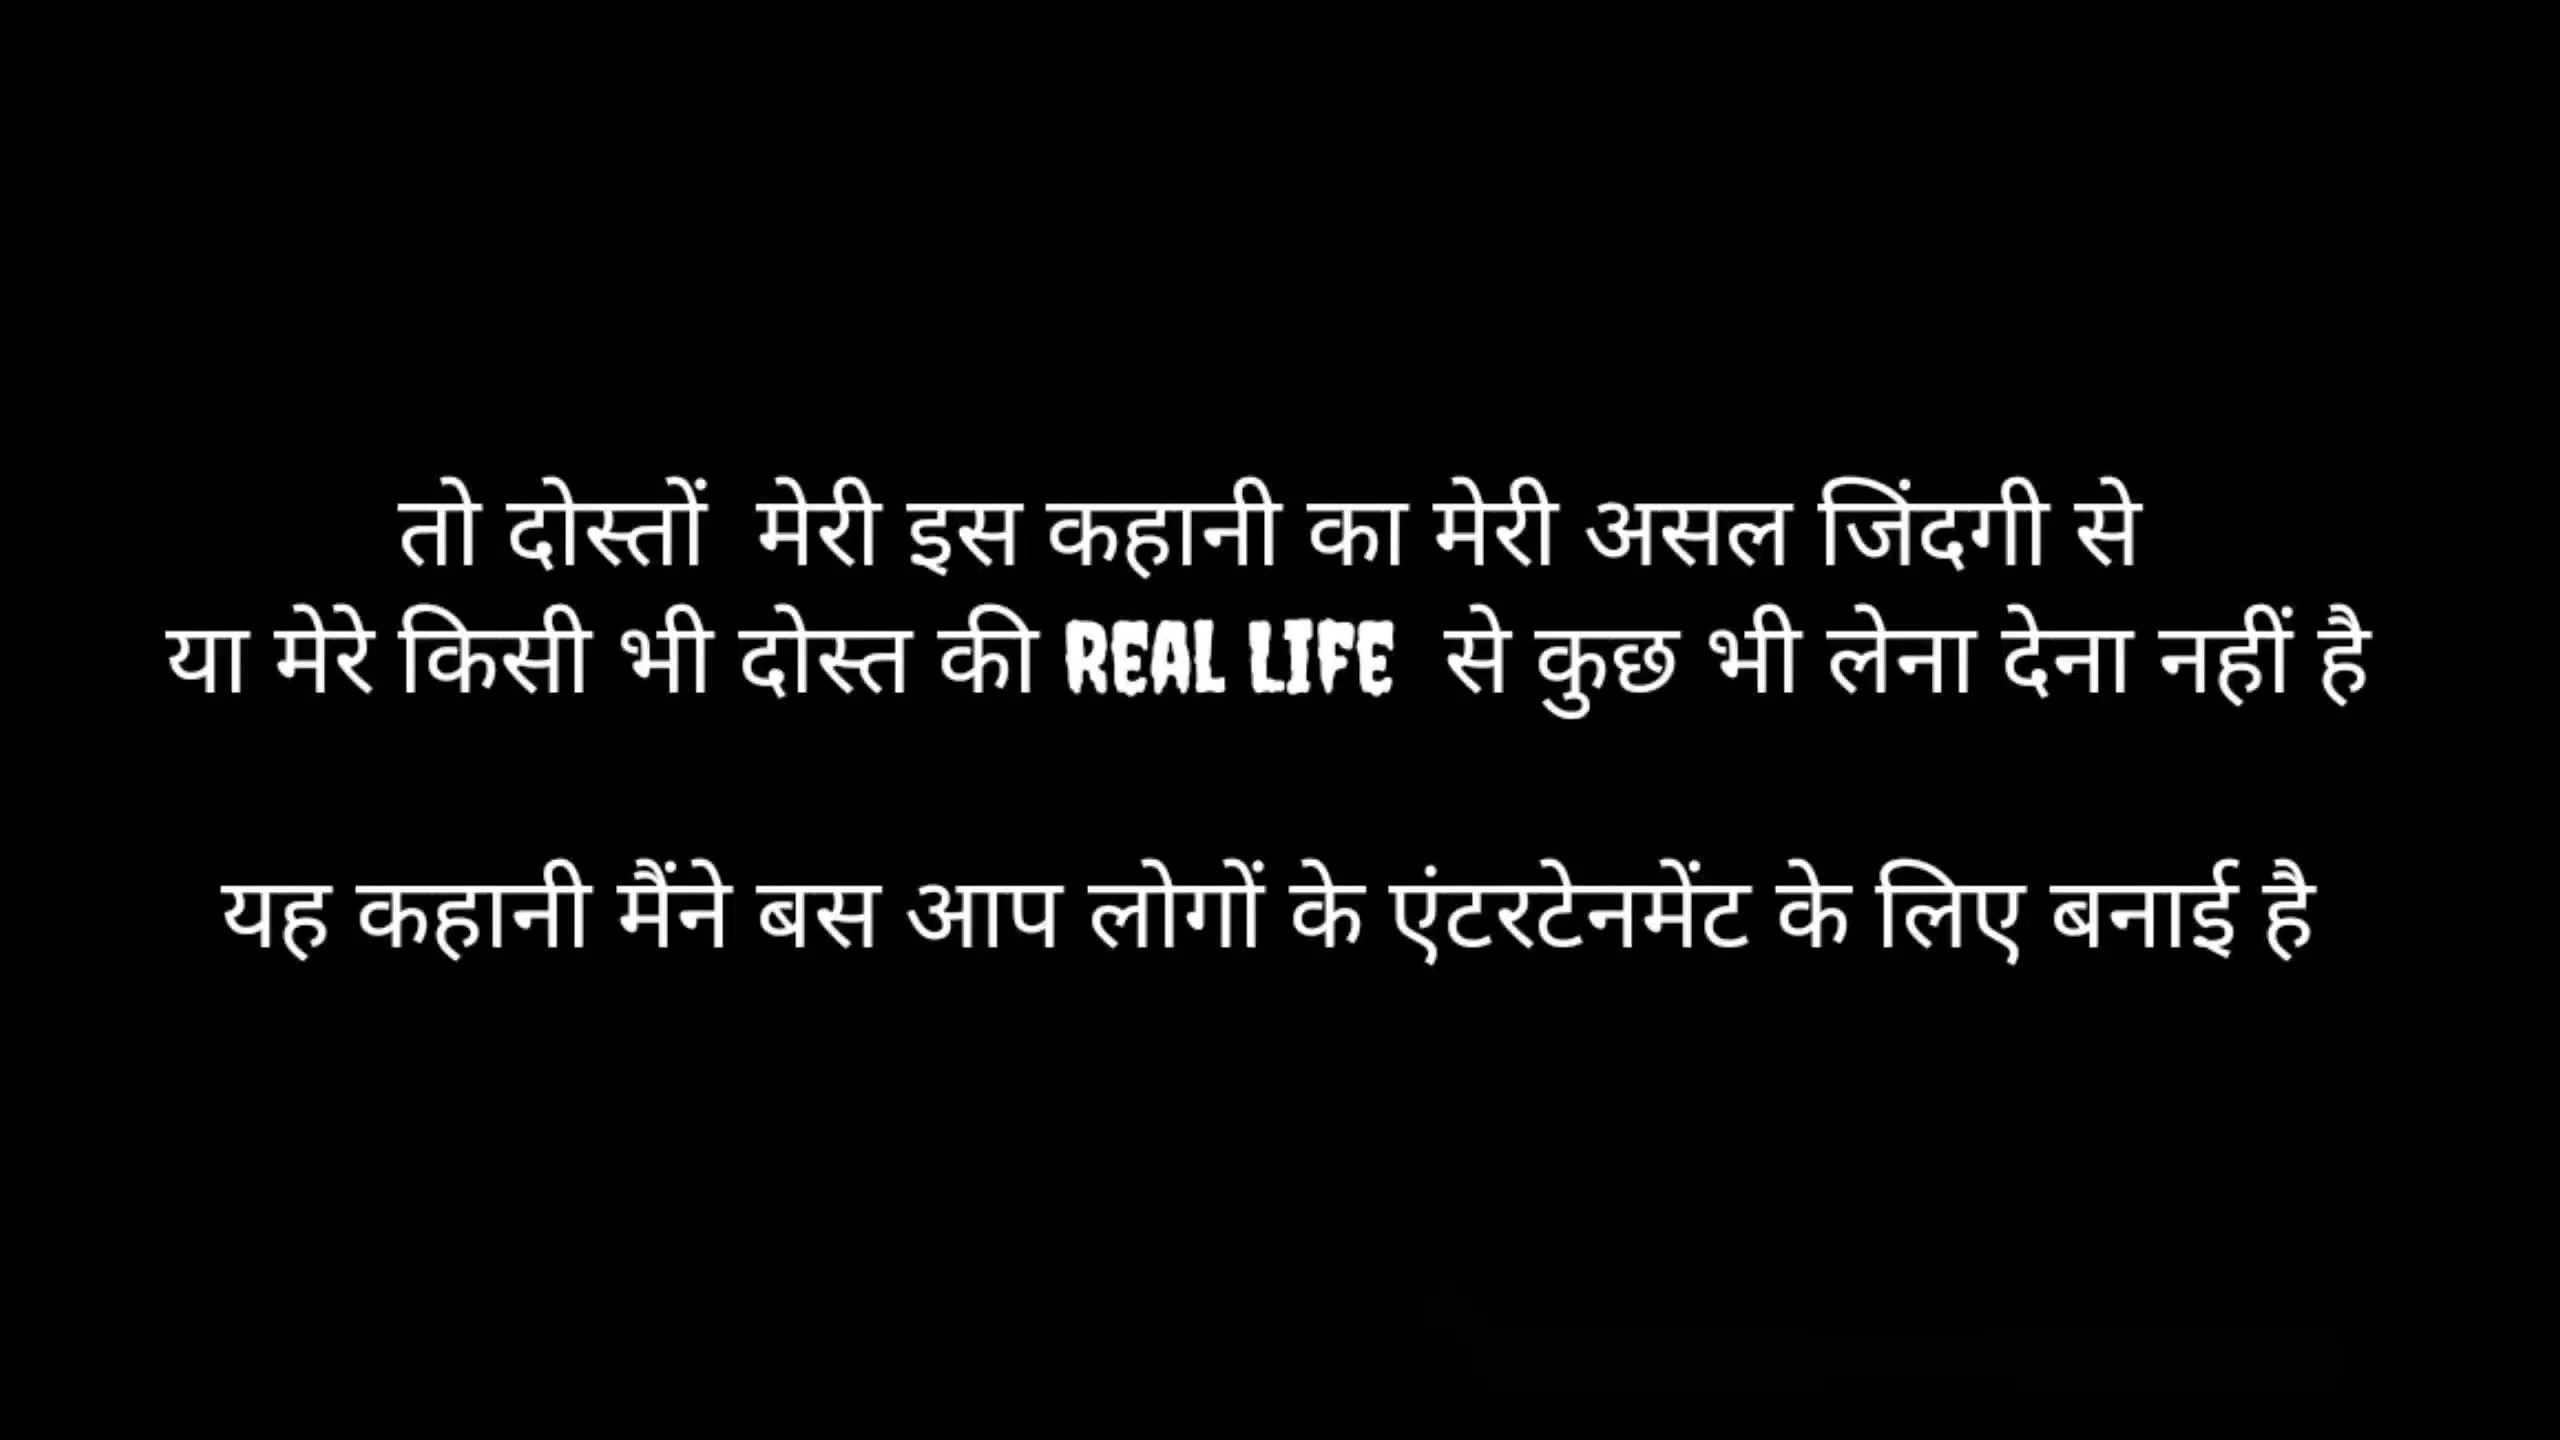 तो दोस्तों मेरी इस कहानी का मेरी असल जिंदगी से
या मेरे किसी भी दोस्त की REAL LIFE से कुछ भी लेना देना नहीं है
यह कहानी मैंने बस आप लोगों के एंटरटेनमेंट के लिए बनाई है